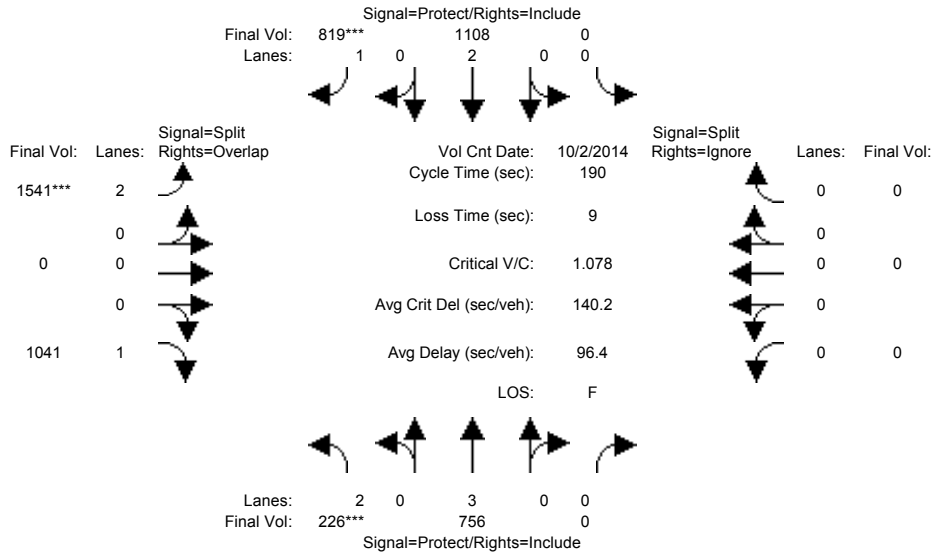 Signal=Protect/Rights=Include
Final Vol: 819*** 1108 0
Lanes: 1 0 2 0 0
Signal=Split Signal=Split
Final Vol: Lanes: Rights=Overlap Vol Cnt Date: 10/2/2014 Rights=Ignore Lanes: Final Vol:
Cycle Time (sec): 190
1541*** 2 0 0
Loss Time (sec): 9
0 0
0 0 Critical V/C: 1.078 0 0
0 Avg Crit Del (sec/veh): 140.2 0
1041 1 Avg Delay (sec/veh): 96.4 0 0
LOS: F
Lanes: 2 0 3 0 0
Final Vol: 226*** 756 0
Signal=Protect/Rights=Include